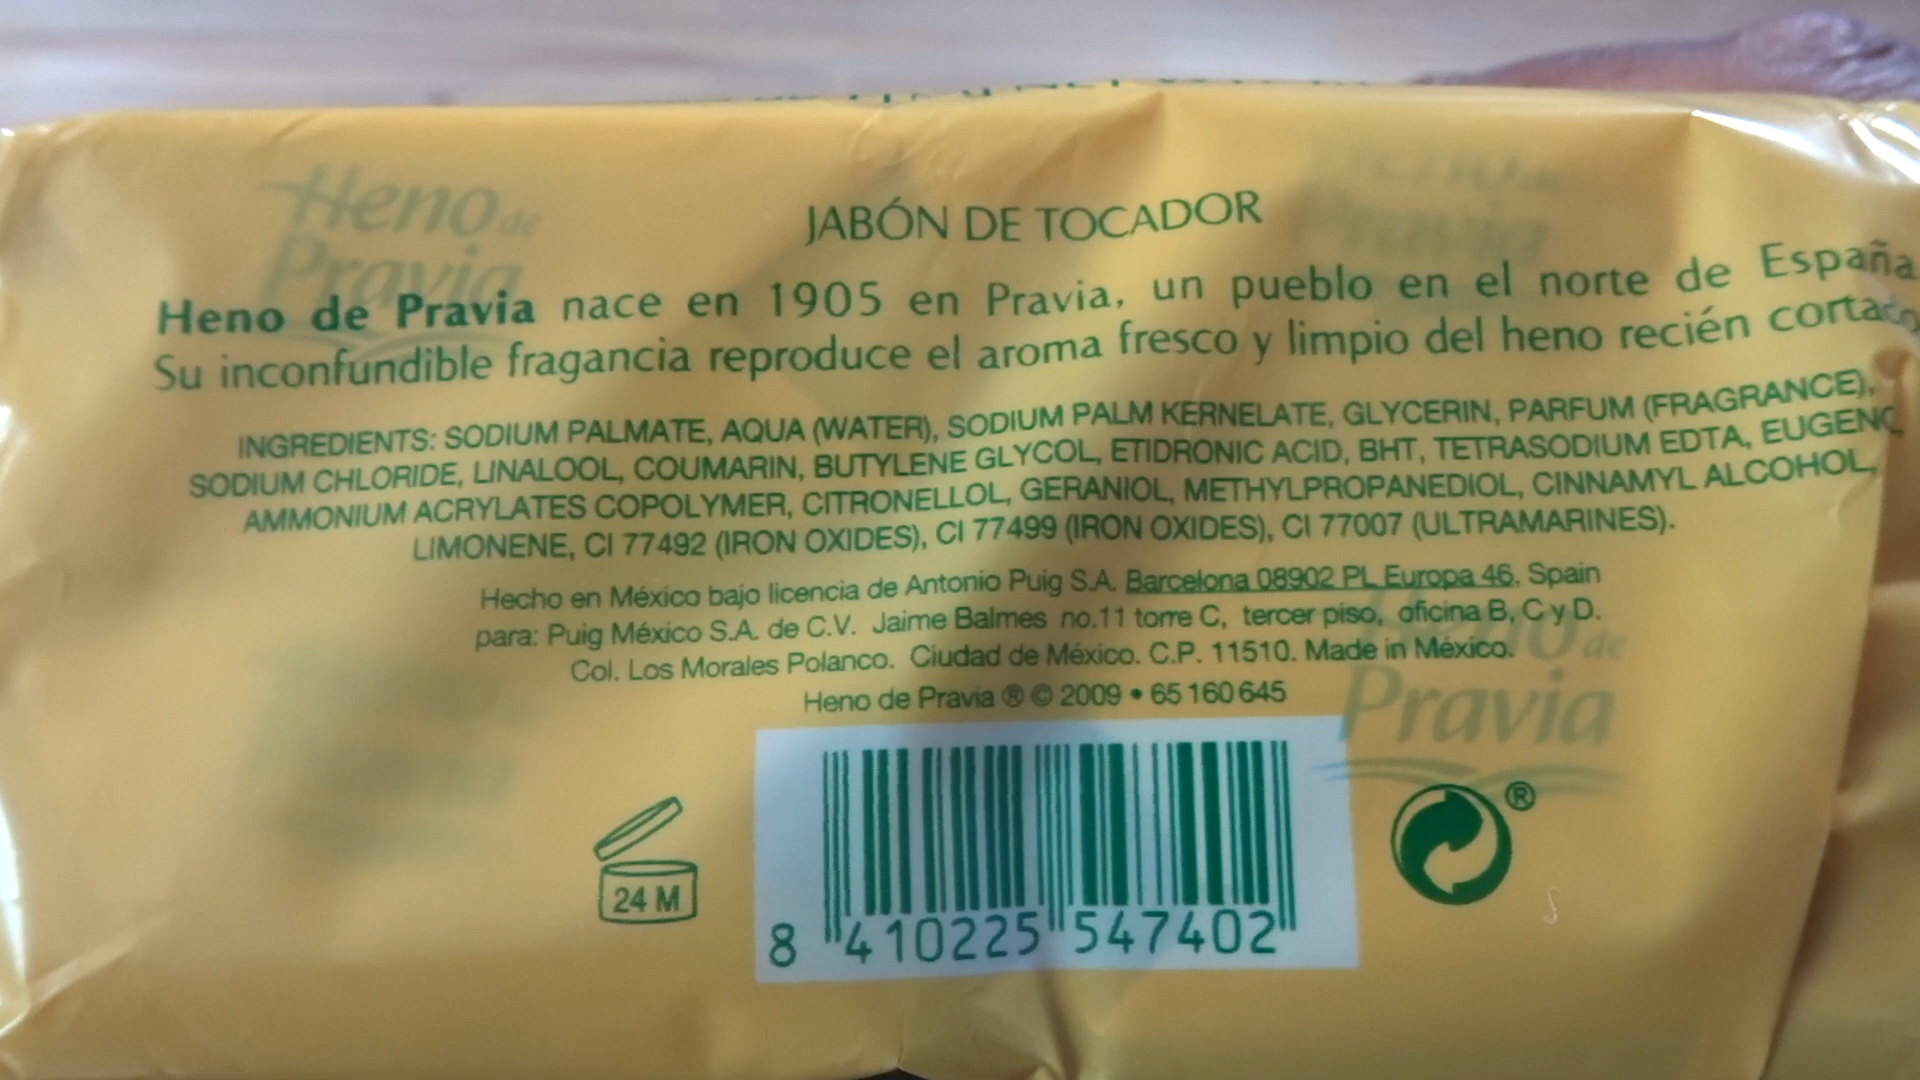 Heno de
Pravia
Pravia
JABÓN DE TOCADOR
Heno de Pravia nace en 1905 en Pravia, un pueblo en el norte de España
Su inconfundible fragancia reproduce el aroma fresco y limpio del heno recién cortado
INGREDIENTS: SODIUM PALMATE, AQUA (WATER), SODIUM PALM KERNELATE, GLYCERIN, PARFUM (FRAGRANCE),
SODIUM CHLORIDE, LINALOOL, COUMARIN, BUTYLENE GLYCOL, ETIDRONIC ACID, BHT, TETRASODIUM EDTA, EUGENO
AMMONIUM ACRYLATES COPOLYMER, CITRONELLOL, GERANIOL, METHYLPROPANEDIOL, CINNAMYL ALCOHOL,
LIMONENE, CI 77492 (IRON OXIDES), CI 77499 (IRON OXIDES), CI 77007 (ULTRAMARINES).
Hecho en México bajo licencia de Antonio Puig S.A. Barcelona 08902 PL Europa 46, Spain
para: Puig México S.A. de C.V. Jaime Balmes no.11 torre C, tercer piso, oficina B, C y D.
Col. Los Morales Polanco. Ciudad de México. C.P. 11510. Made in México.
Heno de Pravia ® © 2009 • 65 160 645
de
Pravia
®
24 M
8 410225 547402